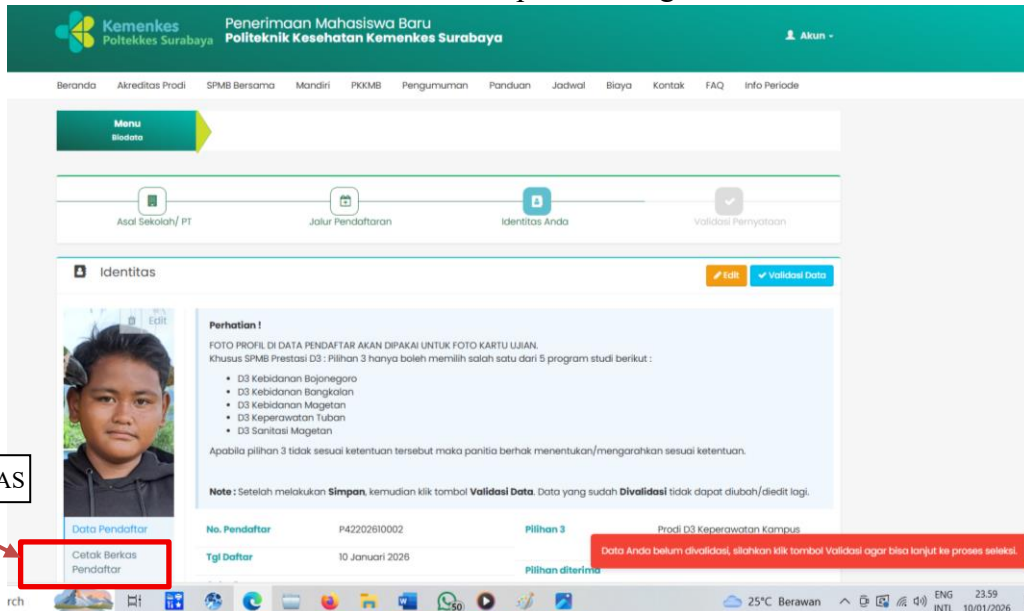 Kemenkes
Poltekkes Surabaya
Penerimaan Mahasiswa Baru
Politeknik Kesehatan Kemenkes Surabaya
Akun
Beranda Akreditas Prodi SPMB Bersama Mandiri PKKMB Pengumuman Panduan Jadwal Biaya Kontak FAQ Info Periode
Menu
Biodata
Asal Sekolah/ PT Jalur Pendaftaran Identitas Anda Validasi Pernyataan
Identitas
Edit Validasi Data
Edit
Perhatian !
FOTO PROFIL DI DATA PENDAFTAR AKAN DIPAKAI UNTUK FOTO KARTU UJIAN.
Khusus SPMB Prestasi D3 : Pilihan 3 hanya boleh memilih salah satu dari 5 program studi berikut :
• D3 Kebidanan Bojonegoro
• D3 Kebidanan Bangkalan
• D3 Kebidanan Magetan
• D3 Keperawatan Tuban
• D3 Sanitasi Magetan
Apabila pilihan 3 tidak sesuai ketentuan tersebut maka panitia berhak menentukan/mengarahkan sesuai ketentuan.
AS
Note : Setelah melakukan Simpan, kemudian klik tombol Validasi Data. Data yang sudah Divalidasi tidak dapat diubah/diedit lagi.
Data Pendaftar
Cetak Berkas
Pendaftar
No. Pendaftar P42202610002 Pilihan 3 Prodi D3 Keperawatan Kampus
Tgl Daftar 10 Januari 2026
Pilihan diterima
Data Anda belum divalidasi, silahkan klik tombol Validasi agar bisa lanjut ke proses seleksi.
rch
50
25°C Berawan
ENG
INTL
23.59
10/01/2026